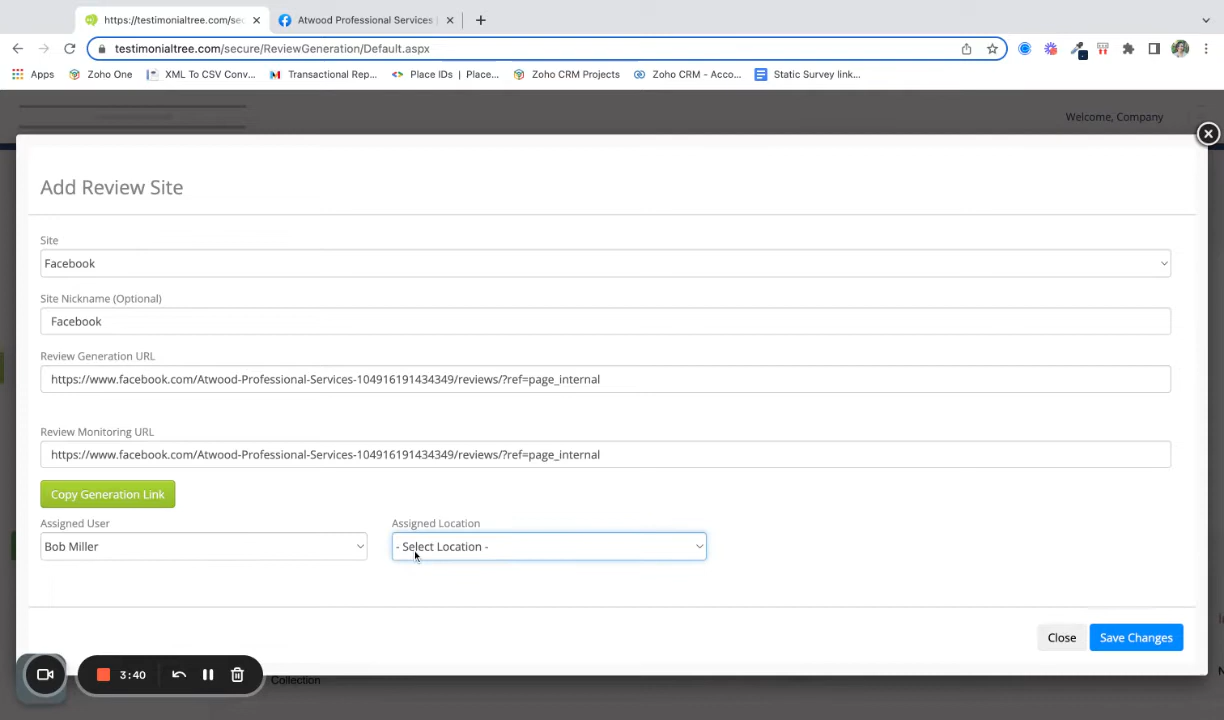 https://testimonialtree.com/sec
Atwood Professional Services |
testimonialtree.com/secure/ReviewGeneration/Default.aspx
Apps
Zoho One
XML To CSV Conv...
Transactional Rep...
Place IDs | Place...
Zoho CRM Projects
Zoho CRM - Acco...
Static Survey link...
Welcome, Company
Add Review Site
Site
Facebook
Site Nickname (Optional)
Facebook
Review Generation URL
https://www.facebook.com/Atwood-Professional-Services-104916191434349/reviews/?ref=page_internal
Review Monitoring URL
https://www.facebook.com/Atwood-Professional-Services-104916191434349/reviews/?ref=page_internal
Copy Generation Link
Assigned User
Assigned Location
Bob Miller
- Select Location -
Close
Save Changes
3:40
Collection